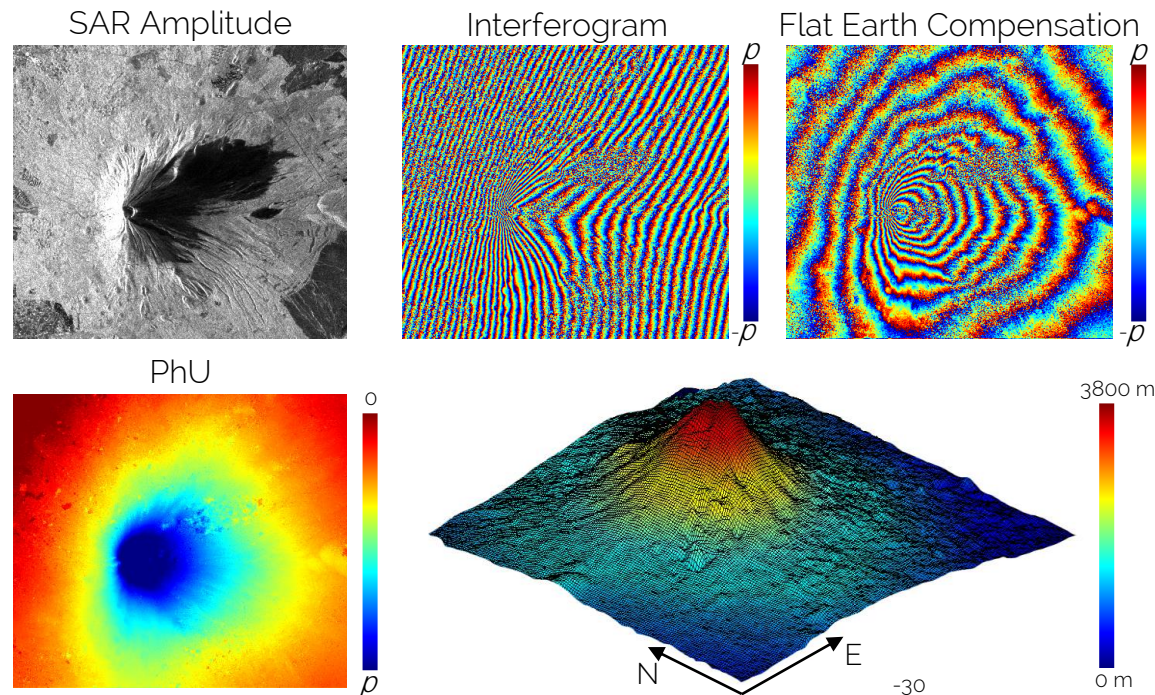 SAR Amplitude
Interferogram
Flat Earth Compensation
p
-p
p
-p
PhU
0
p
3800 m
0 m
N
E
-30